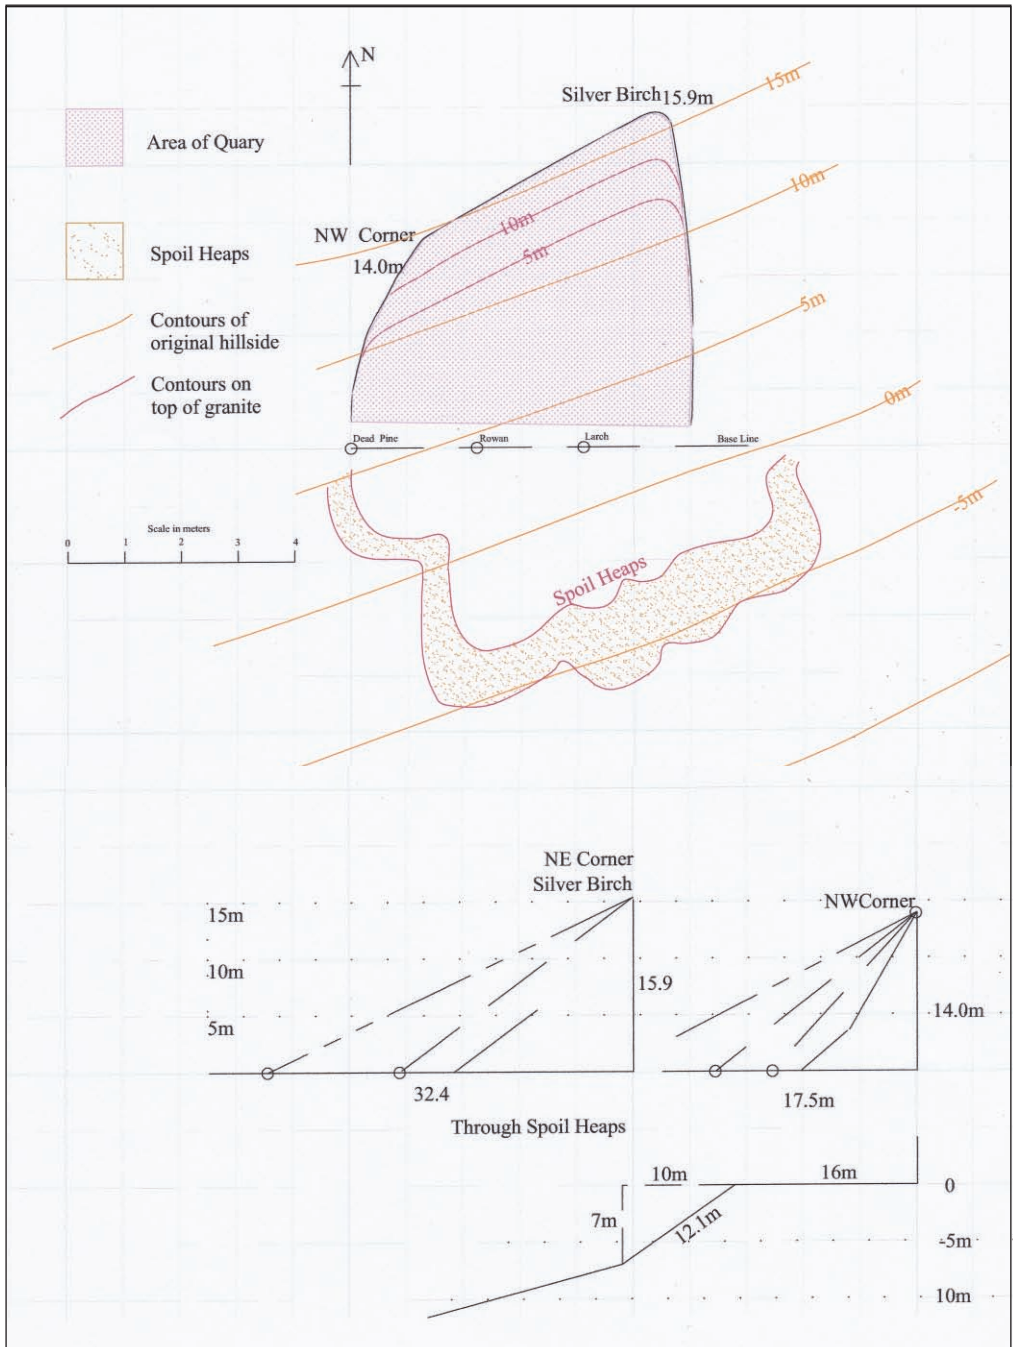 N
Silver Birch 15.9m
15m
Area of Quary
10m
10m
NW Corner
14.0m
5m
Spoil Heaps
5m
Contours of
original hillside
Contours on
top of granite
0m
Dead Pine
Rowan
Larch
Base Line
-5m
Scale in meters
0 1 2 3 4
Spoil Heaps
NE Corner
Silver Birch
NWCorner
15m
10m
15.9
14.0m
5m
32.4
17.5m
Through Spoil Heaps
10m
16m
0
7m
12.1m
-5m
10m